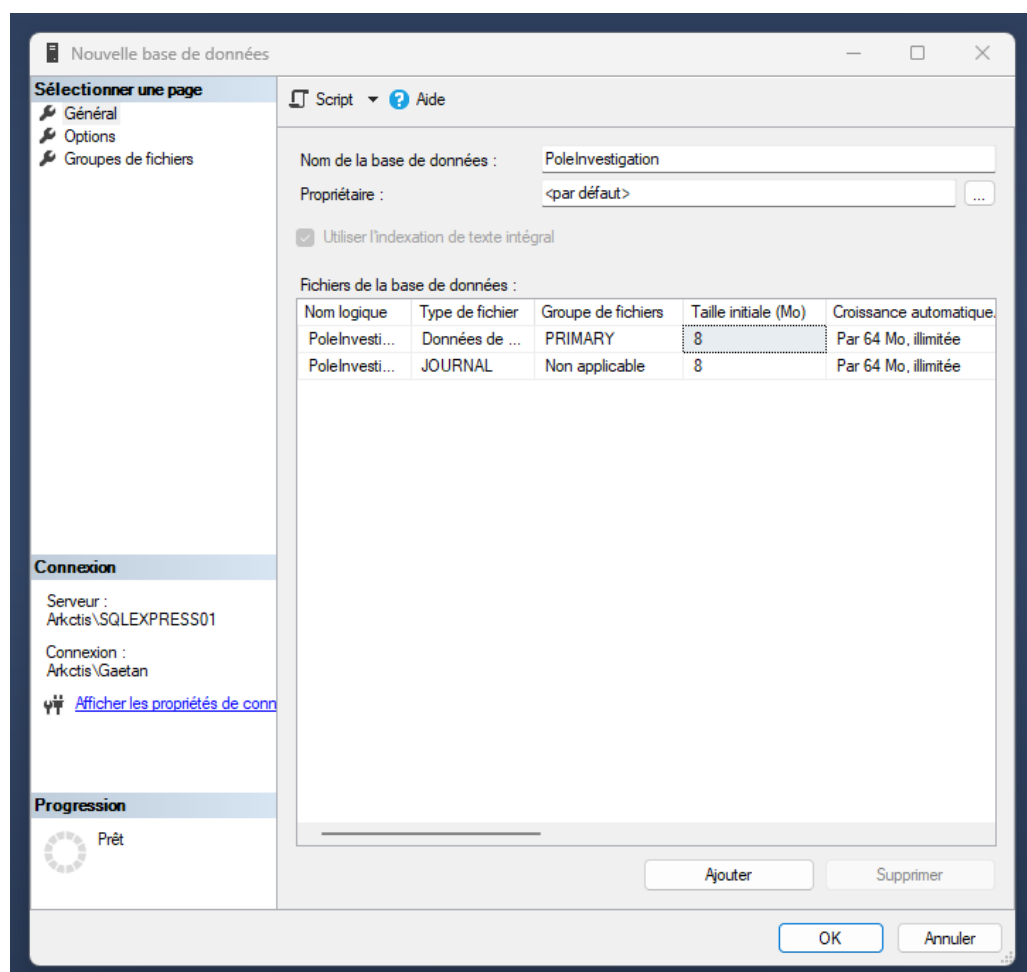 Nouvelle base de données
Sélectionner une page
Général
Options
Groupes de fichiers
Script
Aide
Nom de la base de données : PoleInvestigation
Propriétaire : <par défaut> ...
Utiliser l'indexation de texte intégral
Fichiers de la base de données :
Nom logique Type de fichier Groupe de fichiers Taille initiale (Mo) Croissance automatique.
PoleInvesti... Données de ... PRIMARY 8 Par 64 Mo, illimitée
PoleInvesti... JOURNAL Non applicable 8 Par 64 Mo, illimitée
Connexion
Serveur :
Arkctis\SQLEXPRESS01
Connexion :
Arkctis\Gaetan
Afficher les propriétés de conn
Progression
Prêt
Ajouter Supprimer
OK Annuler